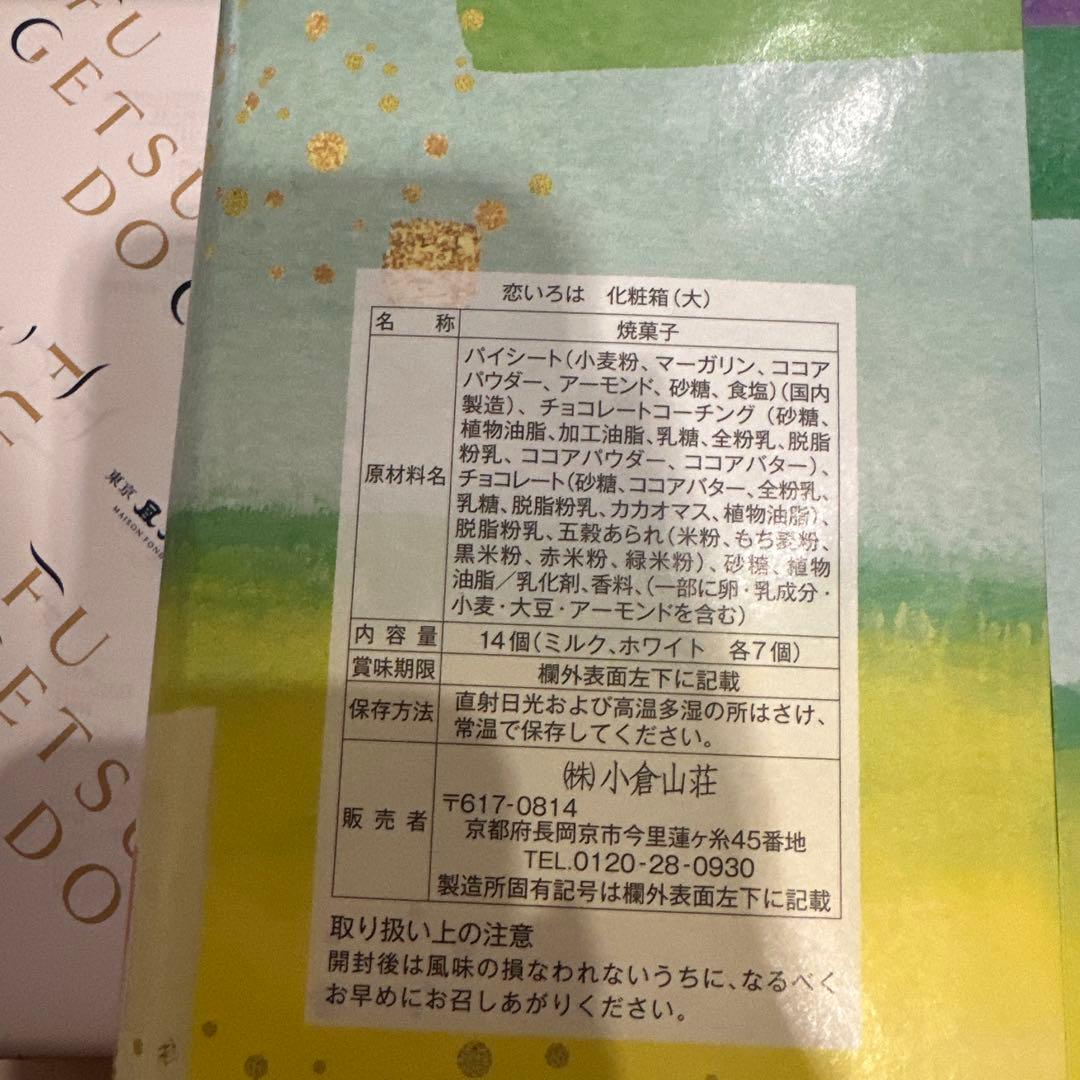 FU
GETSU
DO
東京
MAISON FOND
FU
GETSU
DO
恋いろは 化粧箱(大)
名称 焼菓子
原材料名
パイシート(小麦粉、マーガリン、ココア
パウダー、アーモンド、砂糖、食塩)(国内
製造)、チョコレートコーチング(砂糖、
植物油脂、加工油脂、乳糖、全粉乳、脱脂
粉乳、ココアパウダー、ココアバター)、
チョコレート(砂糖、ココアバター、全粉乳、
乳糖、脱脂粉乳、カカオマス、植物油脂)、
脱脂粉乳、五穀あられ(米粉、もち麦粉、
黒米粉、赤米粉、緑米粉)、砂糖、植物
油脂/乳化剤、香料、(一部に卵・乳成分・
小麦・大豆・アーモンドを含む)
内容量 14個(ミルク、ホワイト 各7個)
賞味期限 欄外表面左下に記載
保存方法
直射日光および高温多湿の所はさけ、
常温で保存してください。
販売者
㈱小倉山荘
〒617-0814
京都府長岡京市今里蓮ヶ糸45番地
TEL.0120-28-0930
製造所固有記号は欄外表面左下に記載
取り扱い上の注意
開封後は風味の損なわれないうちに、なるべく
お早めにお召しあがりください。